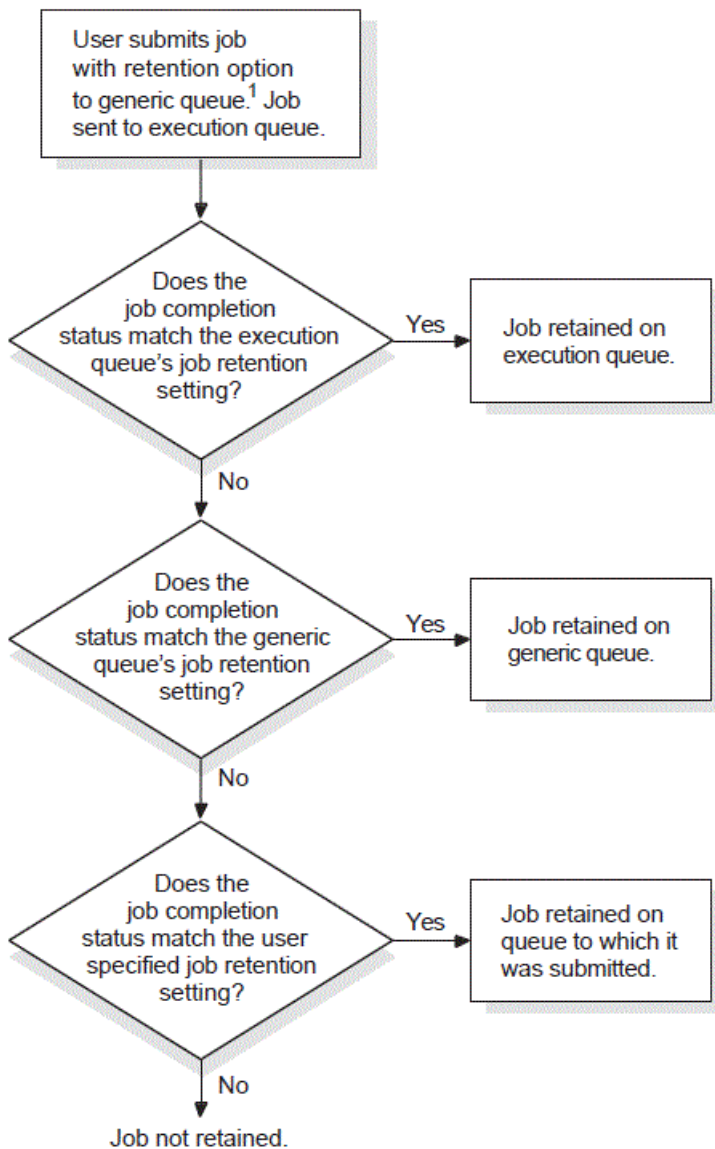 User submits job
with retention option
to generic queue.¹ Job
sent to execution queue.
Does the
job completion
status match the execution
queue's job retention
setting?
Yes
Job retained on
execution queue.
No
Does the
job completion
status match the generic
queue's job retention
setting?
Yes
Job retained on
generic queue.
No
Does the
job completion
status match the user
specified job retention
setting?
Yes
Job retained on
queue to which it
was submitted.
No
Job not retained.